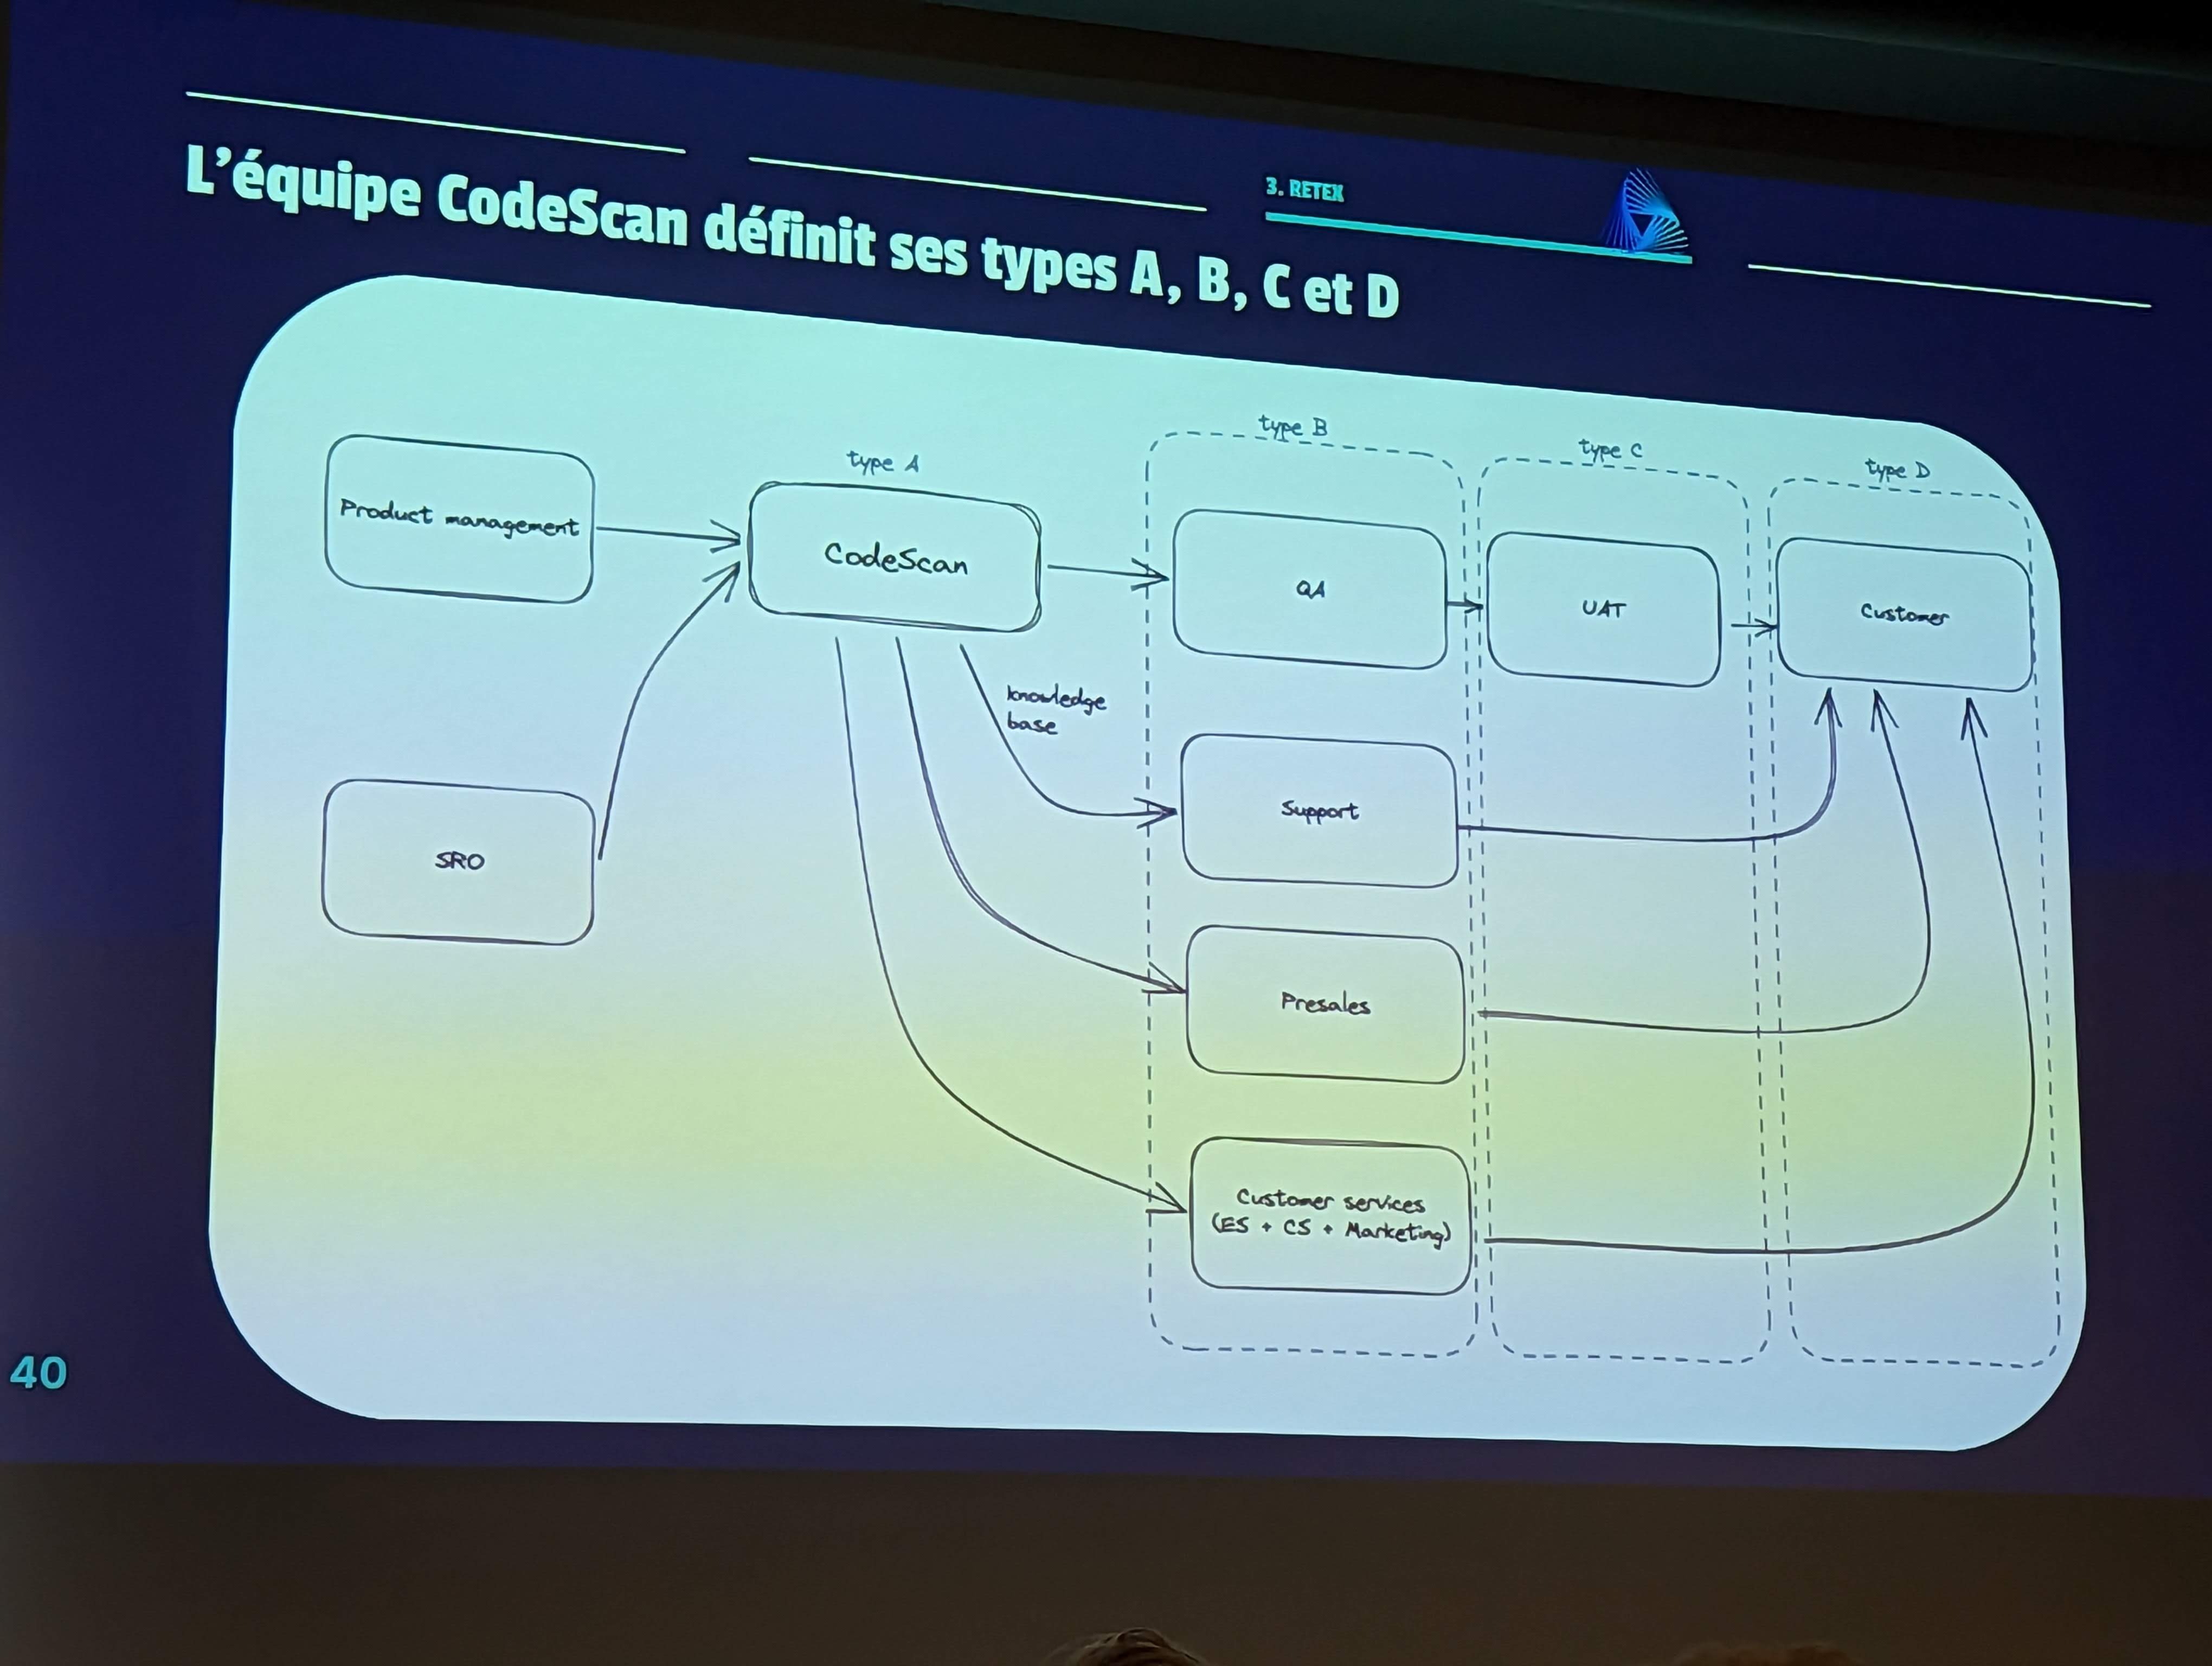 3. RETEX
L'équipe CodeScan définit ses types A, B, C et D
type A
type B
type C
type D
Product management
CodeScan
QA
UAT
Customer
knowledge
base
SRO
Support
Presales
Customer services
(ES + CS + Marketing)
40